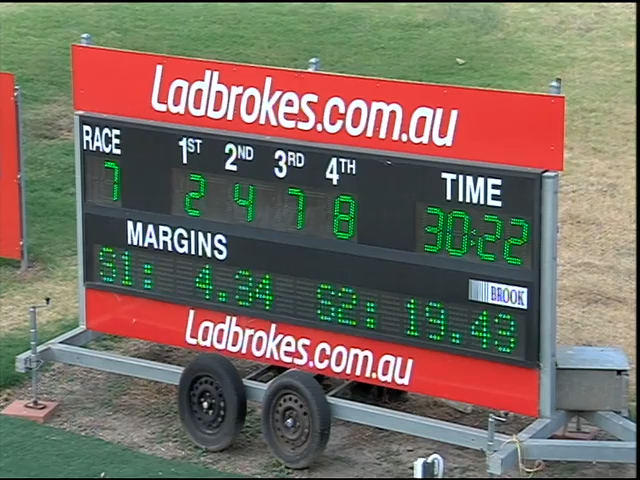 Ladbrokes.com.au
RACE 1ST 2ND 3RD 4TH TIME
7 2 4 7 8 30:22
MARGINS
BROOK
S1: 4.34 S2: 19.49
Ladbrokes.com.au